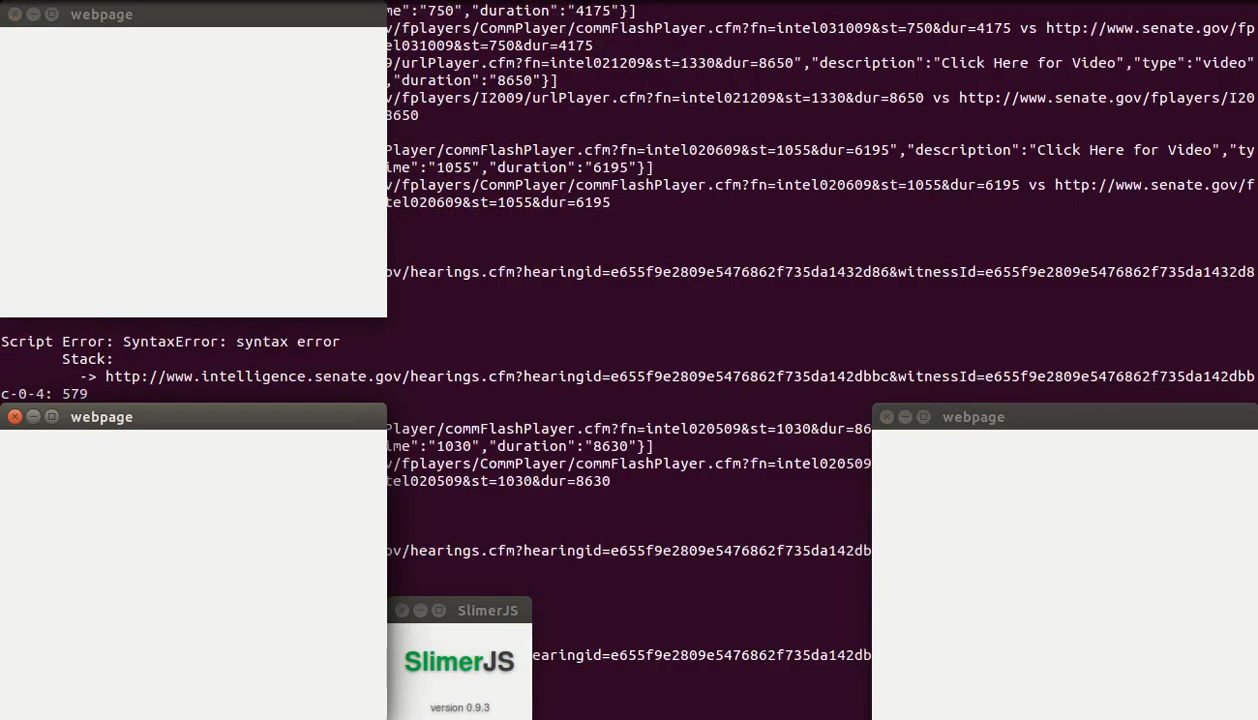 webpage
me":"750","duration":"4175"}]
v/fplayers/CommPlayer/commFlashPlayer.cfm?fn=intel031009&st=750&dur=4175 vs http://www.senate.gov/fp
el031009&st=750&dur=4175
9/urlPlayer.cfm?fn=intel021209&st=1330&dur=8650","description":"Click Here for Video","type":"video"
,"duration":"8650"}]
v/fplayers/I2009/urlPlayer.cfm?fn=intel021209&st=1330&dur=8650 vs http://www.senate.gov/fplayers/I20
8650
Player/commFlashPlayer.cfm?fn=intel020609&st=1055&dur=6195","description":"Click Here for Video","ty
ime":"1055","duration":"6195"}]
v/fplayers/CommPlayer/commFlashPlayer.cfm?fn=intel020609&st=1055&dur=6195 vs http://www.senate.gov/f
tel020609&st=1055&dur=6195
ov/hearings.cfm?hearingid=e655f9e2809e5476862f735da1432d86&witnessId=e655f9e2809e5476862f735da1432d8
Script Error: SyntaxError: syntax error
Stack:
-> http://www.intelligence.senate.gov/hearings.cfm?hearingid=e655f9e2809e5476862f735da142dbbc&witnessId=e655f9e2809e5476862f735da142dbb
c-0-4: 579
webpage
webpage
Player/commFlashPlayer.cfm?fn=intel020509&st=1030&dur=86
ime":"1030","duration":"8630"}]
v/fplayers/CommPlayer/commFlashPlayer.cfm?fn=intel020509
tel020509&st=1030&dur=8630
ov/hearings.cfm?hearingid=e655f9e2809e5476862f735da142db
SlimerJS
earingid=e655f9e2809e5476862f735da142db
SlimerJS
version 0.9.3